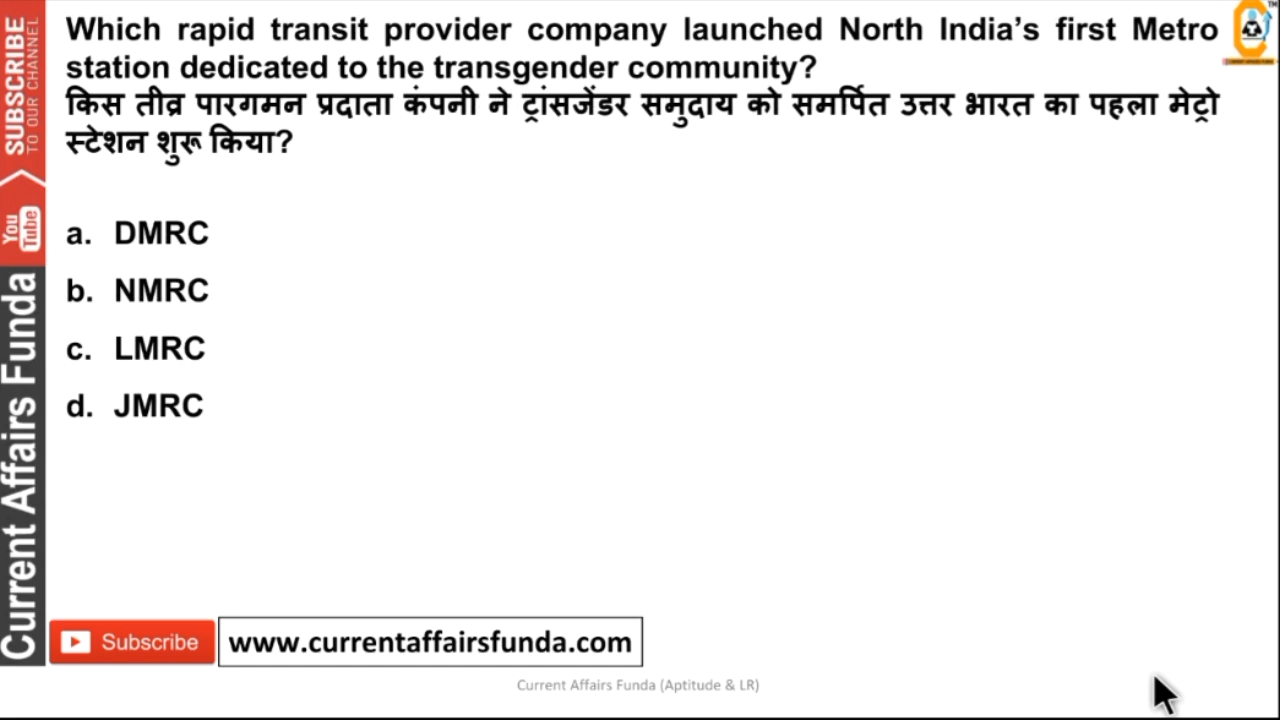 Which rapid transit provider company launched North India’s first Metro
station dedicated to the transgender community?
किस तीव्र पारगमन प्रदाता कंपनी ने ट्रांसजेंडर समुदाय को समर्पित उत्तर भारत का पहला मेट्रो
स्टेशन शुरू किया?
a. DMRC
b. NMRC
c. LMRC
d. JMRC
SUBSCRIBE
TO OUR CHANNEL
You Tube
Current Affairs Funda
Subscribe
www.currentaffairsfunda.com
Current Affairs Funda (Aptitude & LR)